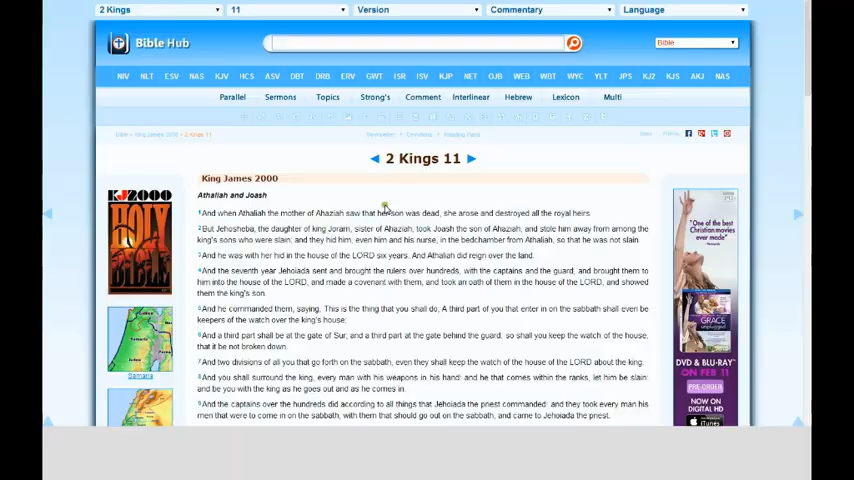 2 Kings 11 Version Commentary Language
Bible Hub Bible
NIV NLT ESV NAS KJV HCS ASV DBT DRB ERV GWT ISR ISV KJP NET OJB WEB WBT WYC YLT JPS KJ2 KJS AKJ NAS
Parallel Sermons Topics Strong's Comment Interlinear Hebrew Lexicon Multi
King James 2000 > 2 Kings 11
◄ 2 Kings 11 ►
King James 2000
Athaliah and Joash
1And when Athaliah the mother of Ahaziah saw that her son was dead, she arose and destroyed all the royal heirs.
2But Jehosheba, the daughter of king Joram, sister of Ahaziah, took Joash the son of Ahaziah, and stole him away from among the
king's sons who were slain; and they hid him, even him and his nurse, in the bedchamber from Athaliah, so that he was not slain.
3And he was with her hid in the house of the LORD six years. And Athaliah did reign over the land.
4And the seventh year Jehoiada sent and brought the rulers over hundreds, with the captains and the guard, and brought them to
him into the house of the LORD, and made a covenant with them, and took an oath of them in the house of the LORD, and showed
them the king's son.
5And he commanded them, saying, This is the thing that you shall do; A third part of you that enter in on the sabbath shall even be
keepers of the watch over the king's house;
6And a third part shall be at the gate of Sur; and a third part at the gate behind the guard: so shall you keep the watch of the house,
that it be not broken down.
7And two divisions of all you that go forth on the sabbath, even they shall keep the watch of the house of the LORD about the king.
8And you shall surround the king, every man with his weapons in his hand: and he that comes within the ranks, let him be slain:
and be you with the king as he goes out and as he comes in.
9And the captains over the hundreds did according to all things that Jehoiada the priest commanded: and they took every man his
men that were to come in on the sabbath, with them that should go out on the sabbath, and came to Jehoiada the priest.
KJ2000
HOLY
BIBLE
Samaria
"One of the best
Christian movies
ever made"
GRACE
unplugged
DVD & BLU-RAY
ON FEB 11
PRE-ORDER
NOW ON
DIGITAL HD
iTunes